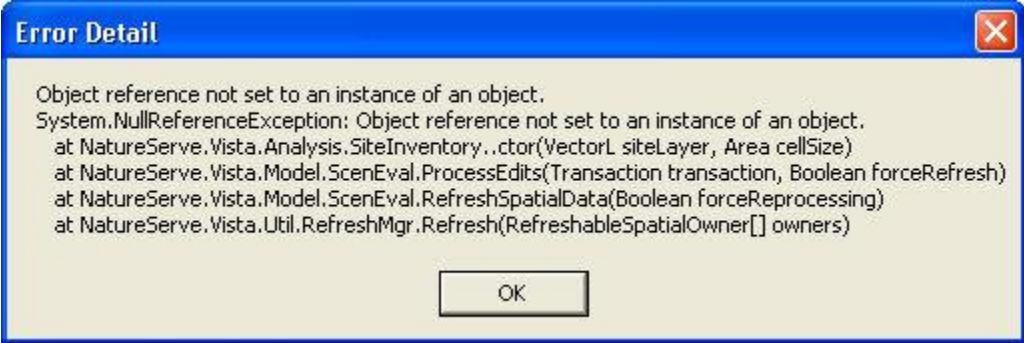 Error Detail
Object reference not set to an instance of an object.
System.NullReferenceException: Object reference not set to an instance of an object.
at NatureServe.Vista.Analysis.SiteInventory..ctor(VectorL siteLayer, Area cellSize)
at NatureServe.Vista.Model.ScenEval.ProcessEdits(Transaction transaction, Boolean forceRefresh)
at NatureServe.Vista.Model.ScenEval.RefreshSpatialData(Boolean forceReprocessing)
at NatureServe.Vista.Util.RefreshMgr.Refresh(RefreshableSpatialOwner[] owners)
OK